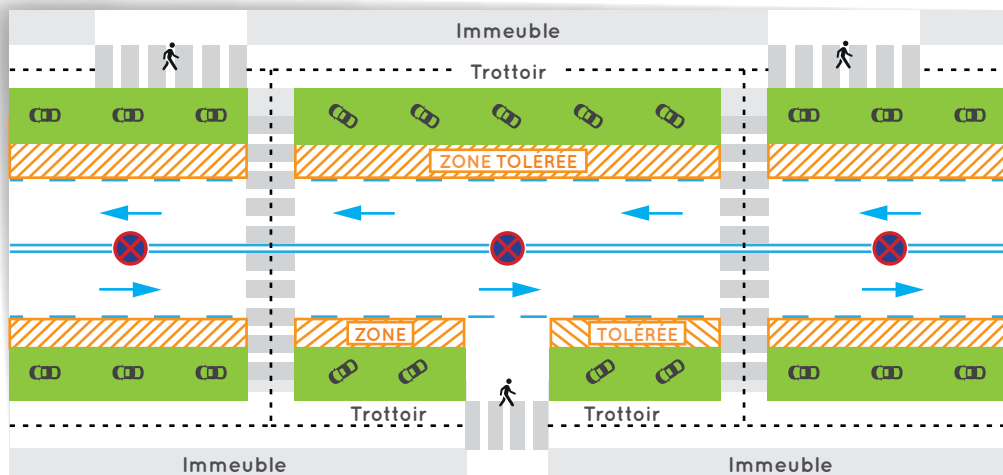 Immeuble
Trottoir
ZONE TOLÉRÉE
ZONE
TOLÉRÉE
Trottoir
Trottoir
Immeuble
Immeuble